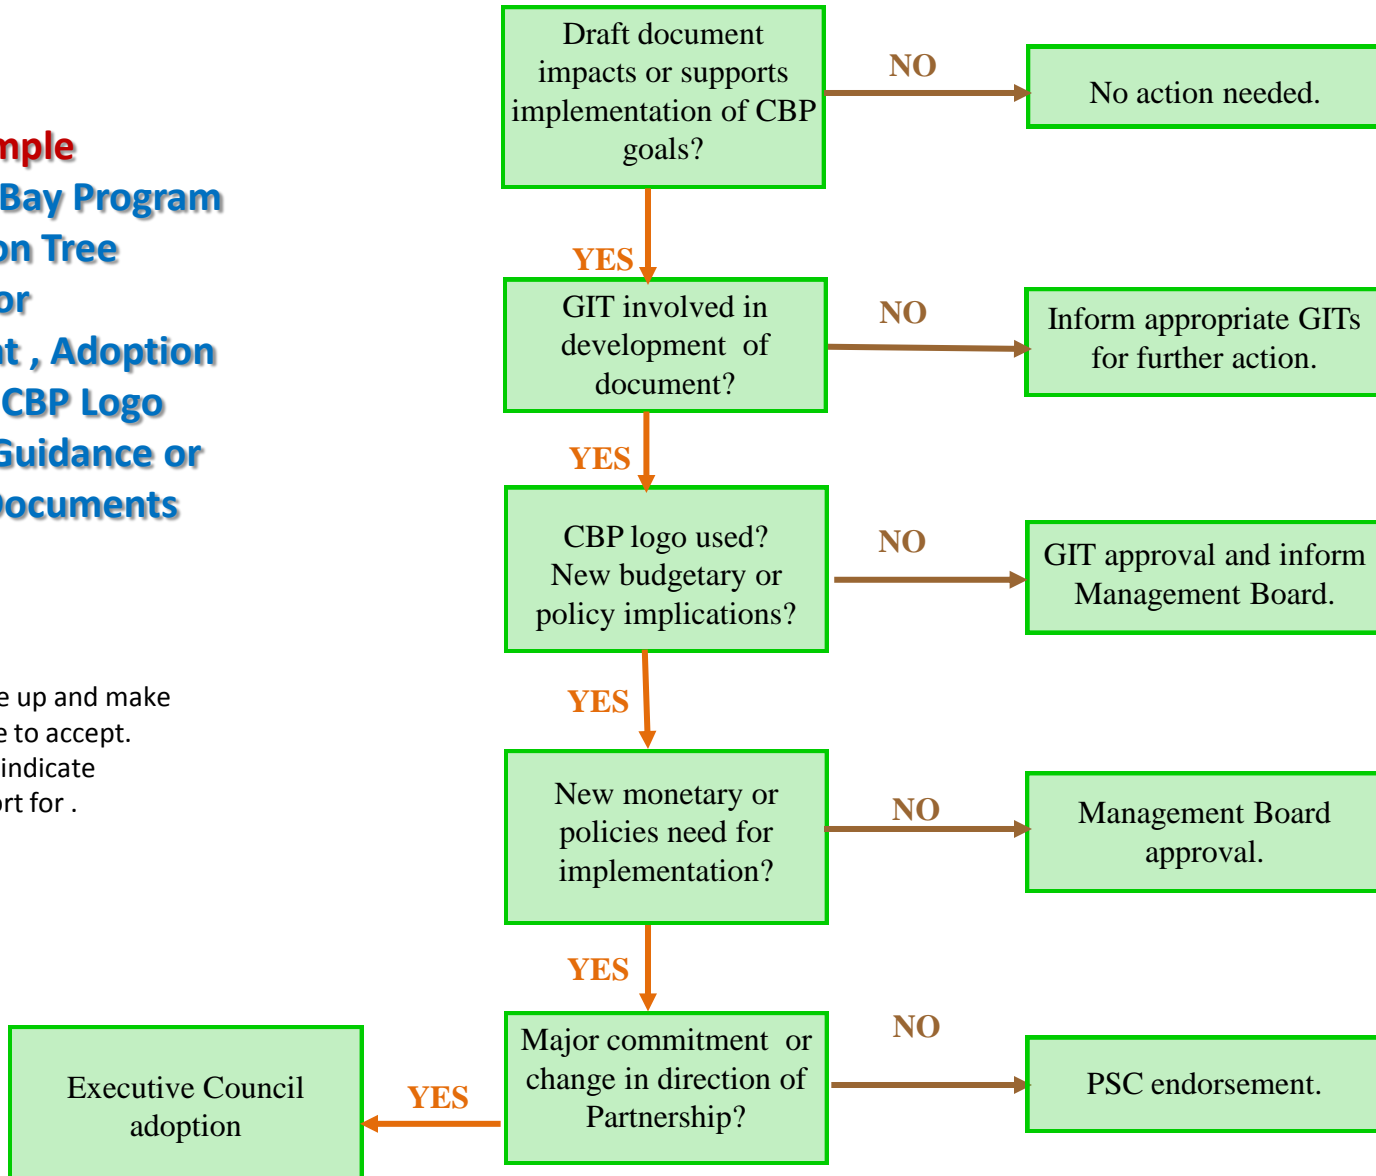 Draft document
impacts or supports
implementation of CBP
goals?
NO
No action needed.
mple
Bay Program
on Tree
or
t , Adoption
CBP Logo
Guidance or
Documents
YES
GIT involved in
development of
document?
NO
Inform appropriate GITs
for further action.
YES
CBP logo used?
New budgetary or
policy implications?
NO
GIT approval and inform
Management Board.
e up and make
e to accept.
indicate
rt for .
YES
New monetary or
policies need for
implementation?
NO
Management Board
approval.
YES
Major commitment or
change in direction of
Partnership?
NO
PSC endorsement.
YES
Executive Council
adoption